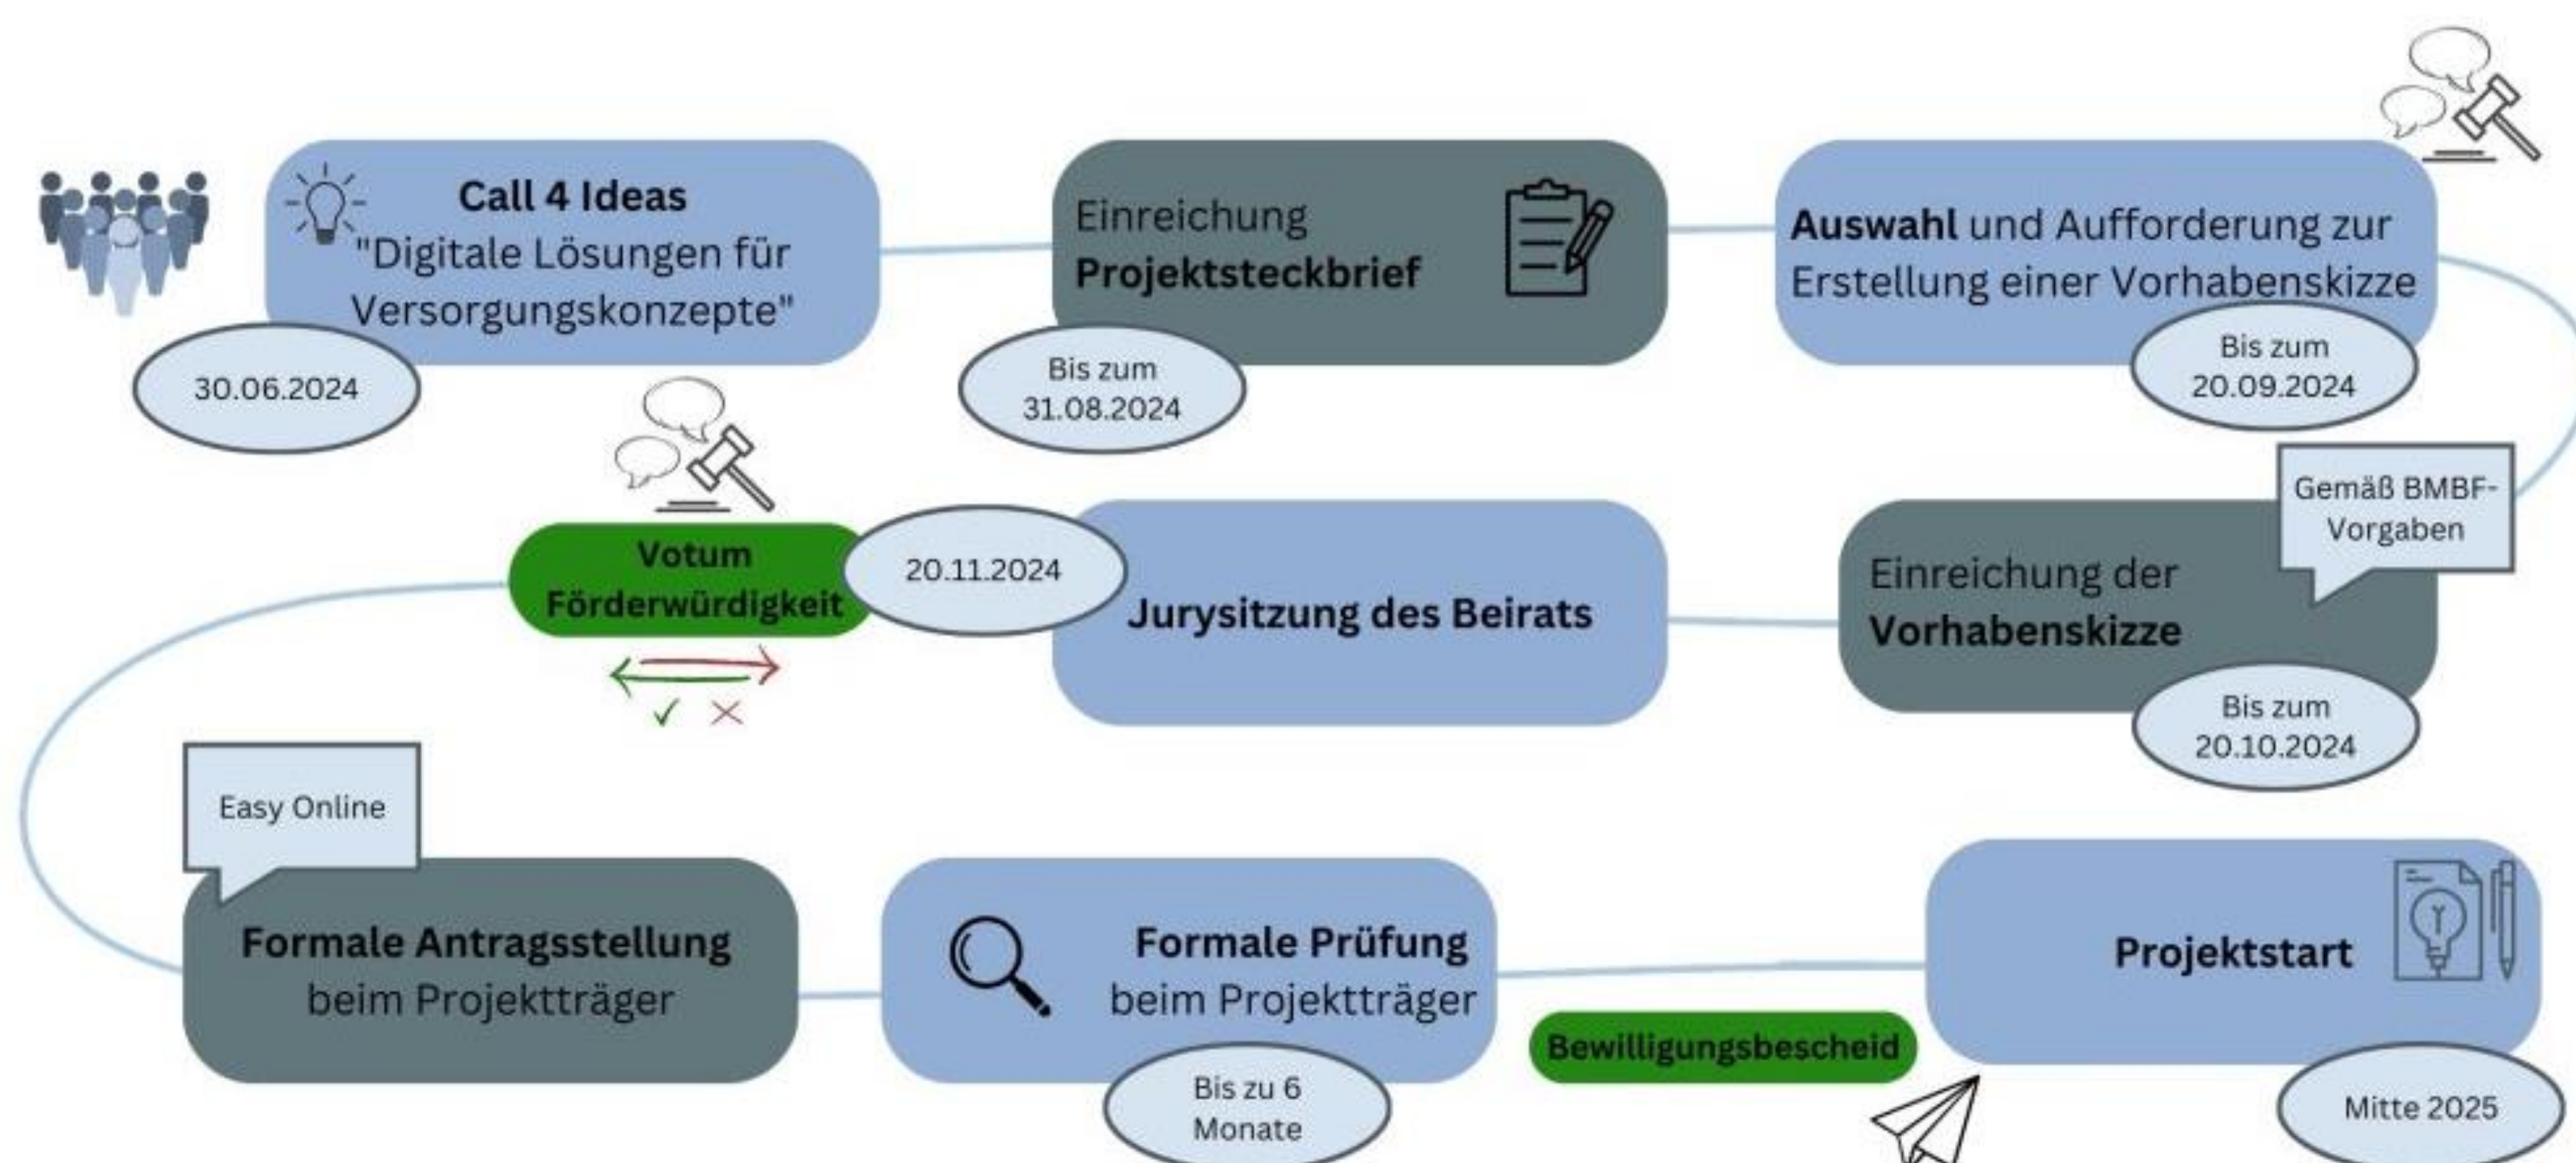 Call 4 Ideas
"Digitale Lösungen für
Versorgungskonzepte"
30.06.2024
Einreichung
Projektsteckbrief
Bis zum
31.08.2024
Auswahl und Aufforderung zur
Erstellung einer Vorhabenskizze
Bis zum
20.09.2024
Gemäß BMBF-
Vorgaben
Einreichung der
Vorhabenskizze
Bis zum
20.10.2024
Jurysitzung des Beirats
20.11.2024
Votum
Förderwürdigkeit
Easy Online
Formale Antragsstellung
beim Projektträger
Formale Prüfung
beim Projektträger
Bis zu 6
Monate
Bewilligungsbescheid
Projektstart
Mitte 2025